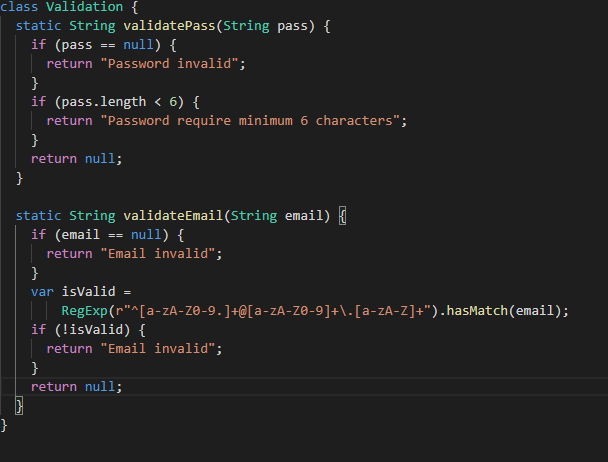 class Validation {
  static String validatePass(String pass) {
    if (pass == null) {
      return "Password invalid";
    }
    if (pass.length < 6) {
      return "Password require minimum 6 characters";
    }
    return null;
  }

  static String validateEmail(String email) {
    if (email == null) {
      return "Email invalid";
    }
    var isValid =
        RegExp(r"^[a-zA-Z0-9.]+@[a-zA-Z0-9]+\.[a-zA-Z]+").hasMatch(email);
    if (!isValid) {
      return "Email invalid";
    }
    return null;
  }
}